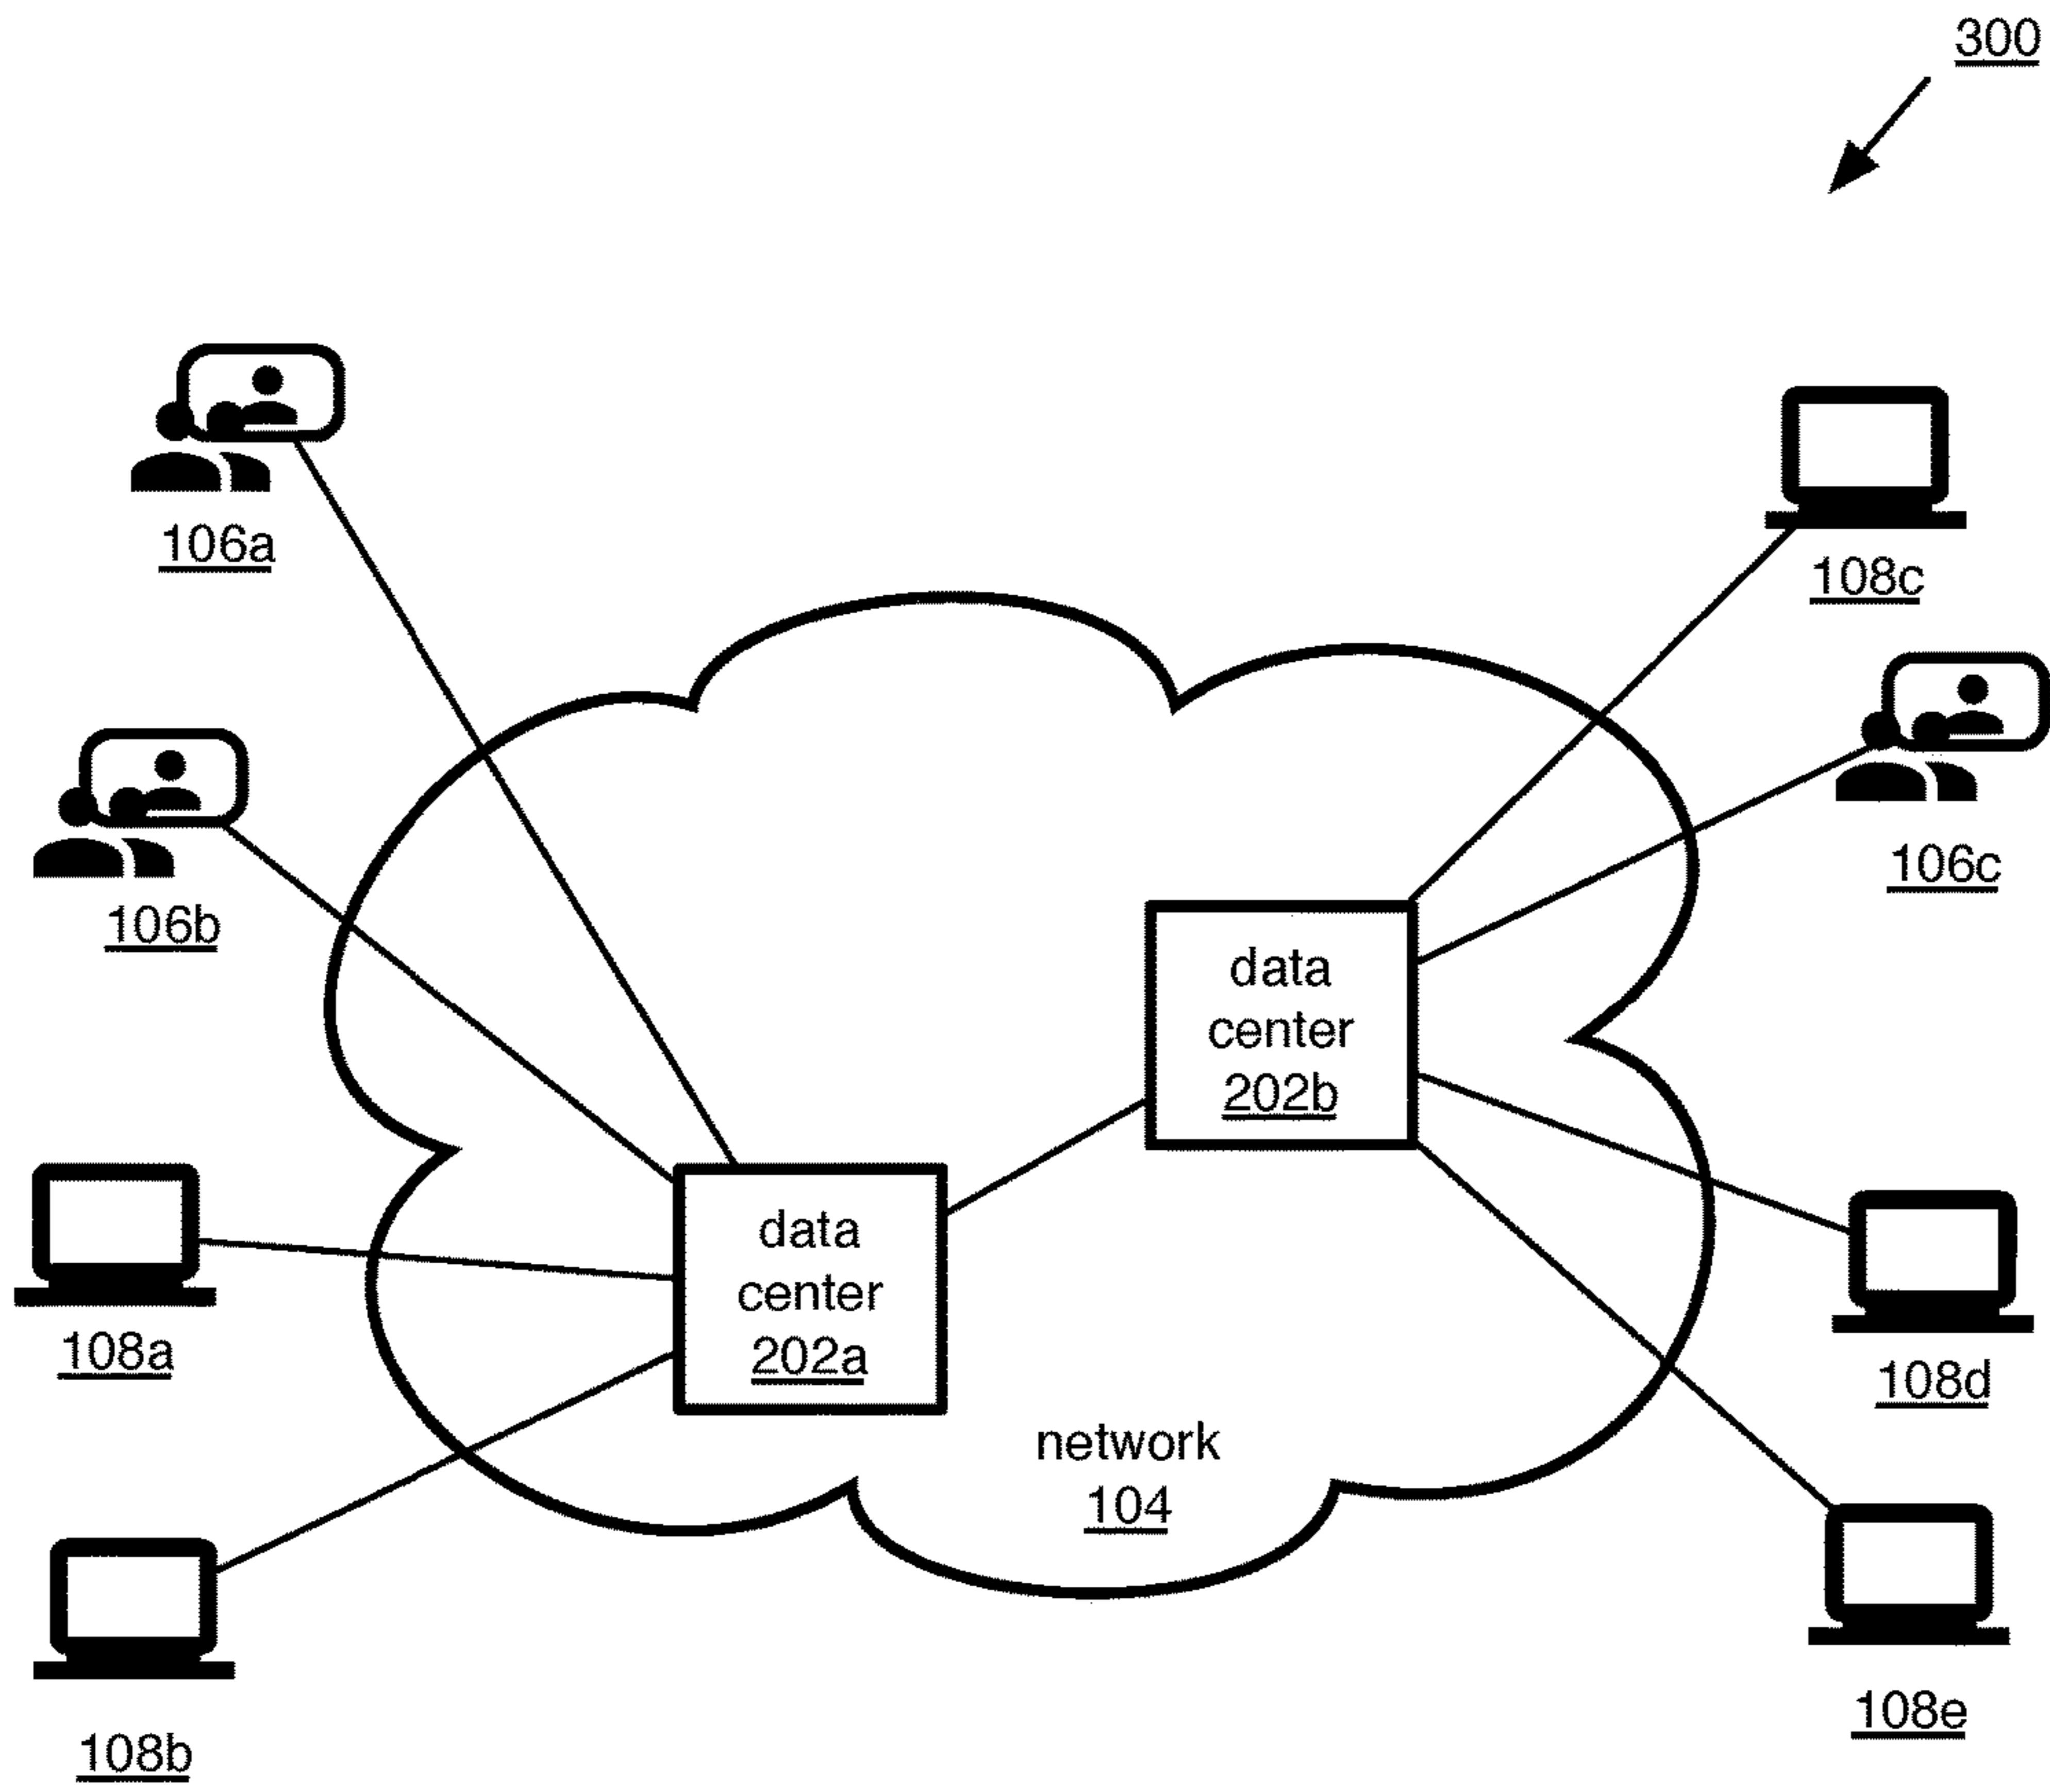 300
106a
108c
106c
106b
data
center
202b
data
center
202a
108a
108d
network
104
108e
108b